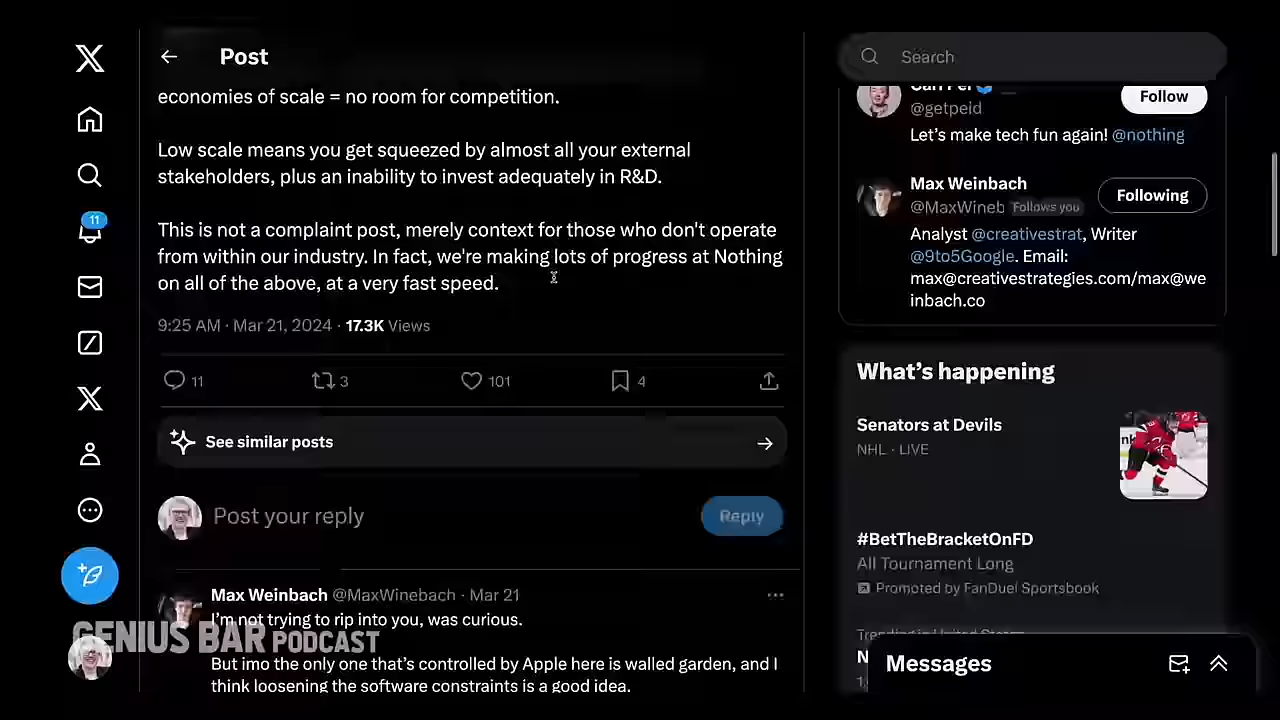 Post
economies of scale = no room for competition.
Low scale means you get squeezed by almost all your external
stakeholders, plus an inability to invest adequately in R&D.
This is not a complaint post, merely context for those who don't operate
from within our industry. In fact, we're making lots of progress at Nothing
on all of the above, at a very fast speed.
9:25 AM · Mar 21, 2024 · 17.3K Views
11 3 101 4
See similar posts
Post your reply
Reply
Max Weinbach @MaxWinebach · Mar 21
I'm not trying to rip into you, was curious.
But imo the only one that's controlled by Apple here is walled garden, and I
think loosening the software constraints is a good idea.
GENIUS BAR PODCAST
11
Search
Follow
@getpeid
Let's make tech fun again! @nothing
Max Weinbach
@MaxWineb Follows you
Following
Analyst @creativestrat, Writer
@9to5Google. Email:
max@creativestrategies.com/max@we
inbach.co
What's happening
Senators at Devils
NHL · LIVE
#BetTheBracketOnFD
All Tournament Long
Promoted by FanDuel Sportsbook
Messages